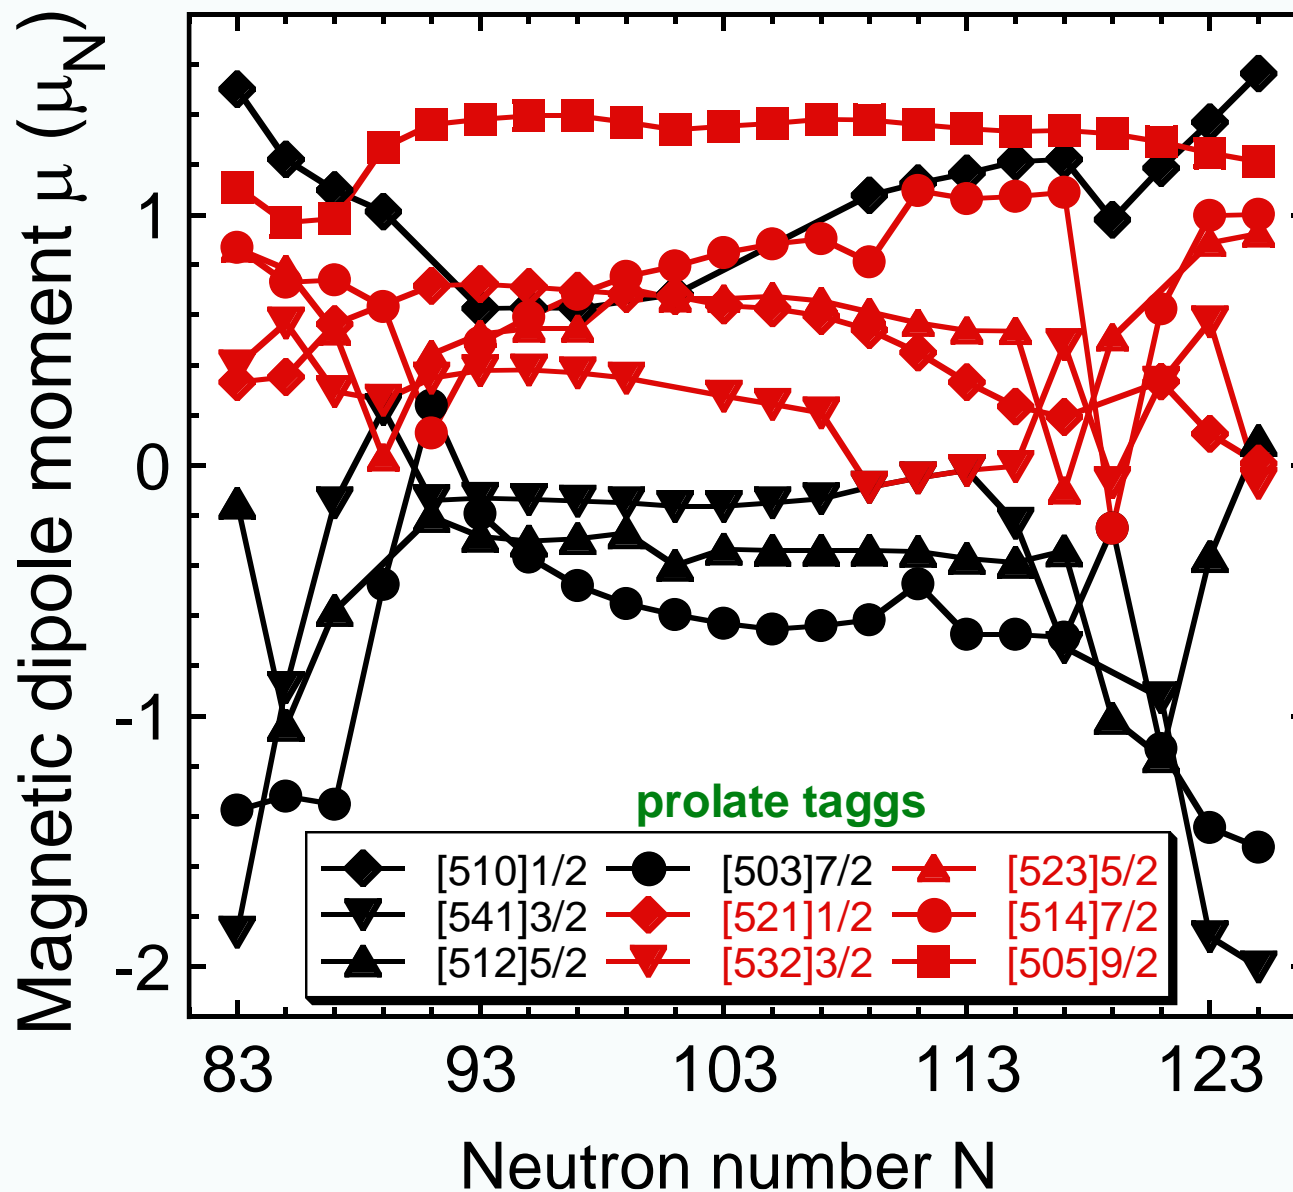 Magnetic dipole moment μ (μN)
1
0
-1
-2
prolate taggs
[510]1/2 [503]7/2 [523]5/2
[541]3/2 [521]1/2 [514]7/2
[512]5/2 [532]3/2 [505]9/2
83 93 103 113 123
Neutron number N